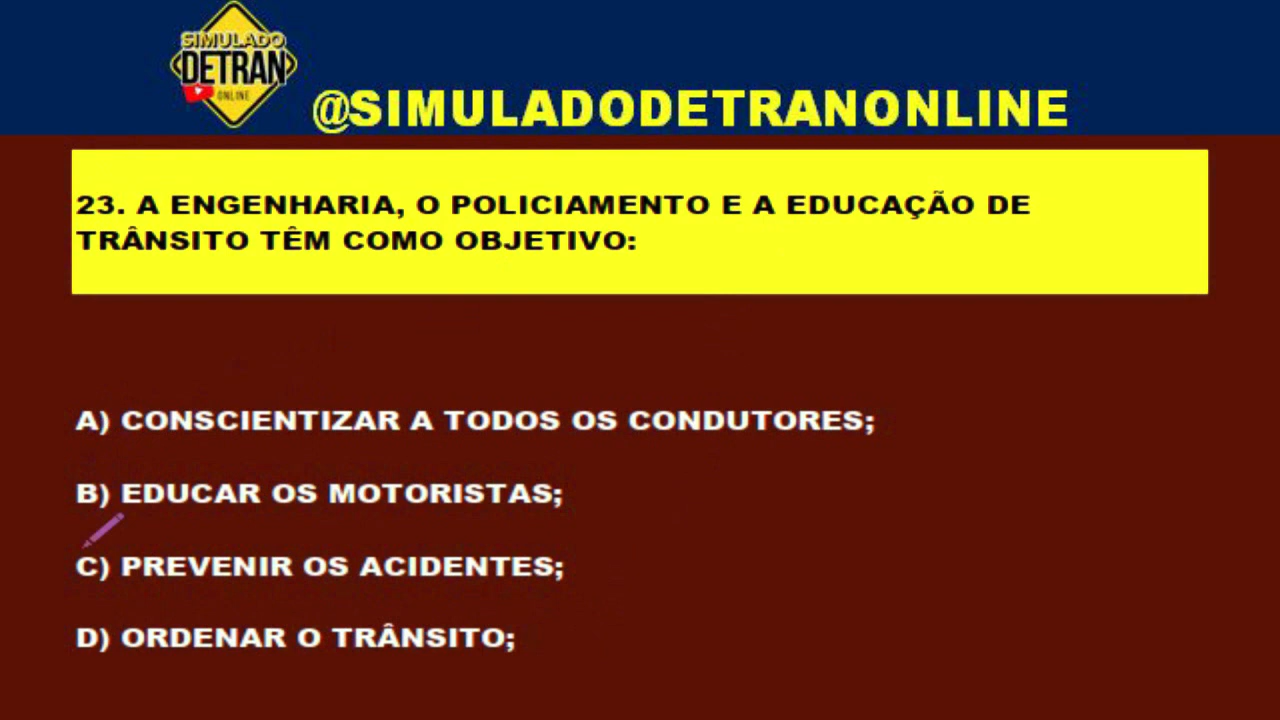 SIMULADO
DETRAN
ONLINE
@SIMULADODETRANONLINE
23. A ENGENHARIA, O POLICIAMENTO E A EDUCAÇÃO DE
TRÂNSITO TÊM COMO OBJETIVO:
A) CONSCIENTIZAR A TODOS OS CONDUTORES;
B) EDUCAR OS MOTORISTAS;
C) PREVENIR OS ACIDENTES;
D) ORDENAR O TRÂNSITO;